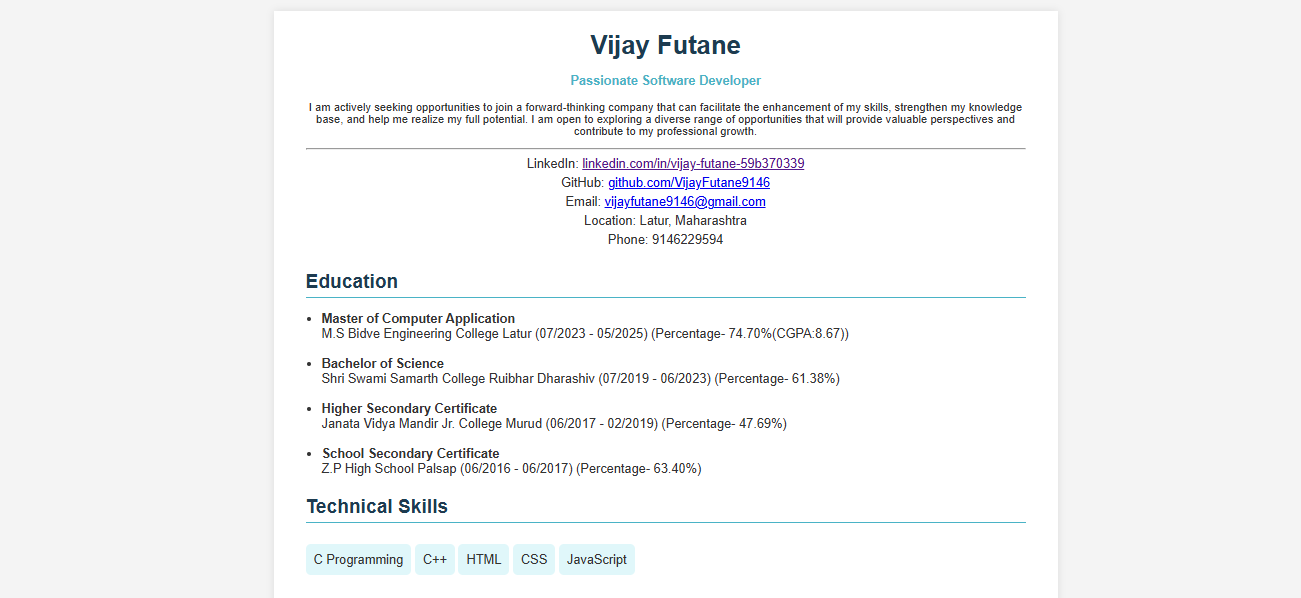 Vijay Futane
Passionate Software Developer
I am actively seeking opportunities to join a forward-thinking company that can facilitate the enhancement of my skills, strengthen my knowledge
base, and help me realize my full potential. I am open to exploring a diverse range of opportunities that will provide valuable perspectives and
contribute to my professional growth.
LinkedIn: linkedin.com/in/vijay-futane-59b370339
GitHub: github.com/VijayFutane9146
Email: vijayfutane9146@gmail.com
Location: Latur, Maharashtra
Phone: 9146229594
Education
• Master of Computer Application
M.S Bidve Engineering College Latur (07/2023 - 05/2025) (Percentage- 74.70%(CGPA:8.67))
• Bachelor of Science
Shri Swami Samarth College Ruibhar Dharashiv (07/2019 - 06/2023) (Percentage- 61.38%)
• Higher Secondary Certificate
Janata Vidya Mandir Jr. College Murud (06/2017 - 02/2019) (Percentage- 47.69%)
• School Secondary Certificate
Z.P High School Palsap (06/2016 - 06/2017) (Percentage- 63.40%)
Technical Skills
C Programming C++ HTML CSS JavaScript